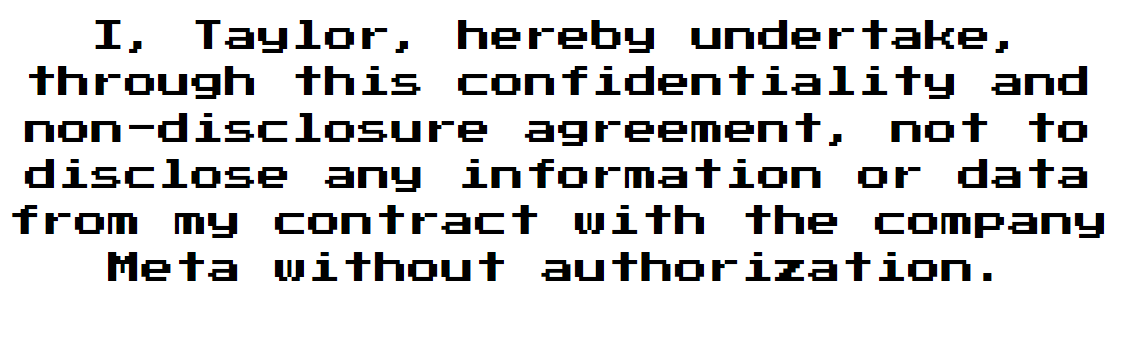 I, Taylor, hereby undertake,
through this confidentiality and
non-disclosure agreement, not to
disclose any information or data
from my contract with the company
Meta without authorization.